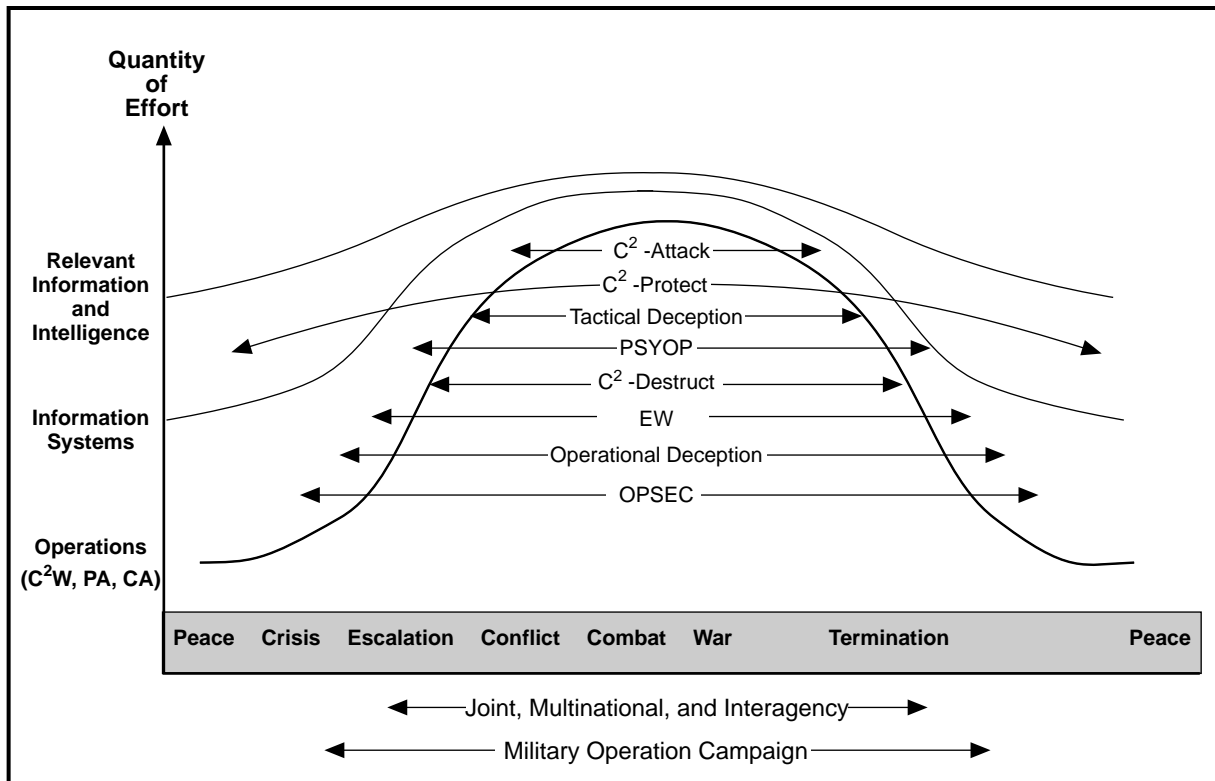 Quantity
of
Effort
Relevant
Information
and
Intelligence
Information
Systems
Operations
(C²W, PA, CA)
C² -Attack
C² -Protect
Tactical Deception
PSYOP
C² -Destruct
EW
Operational Deception
OPSEC
Peace Crisis Escalation Conflict Combat War Termination Peace
Joint, Multinational, and Interagency
Military Operation Campaign